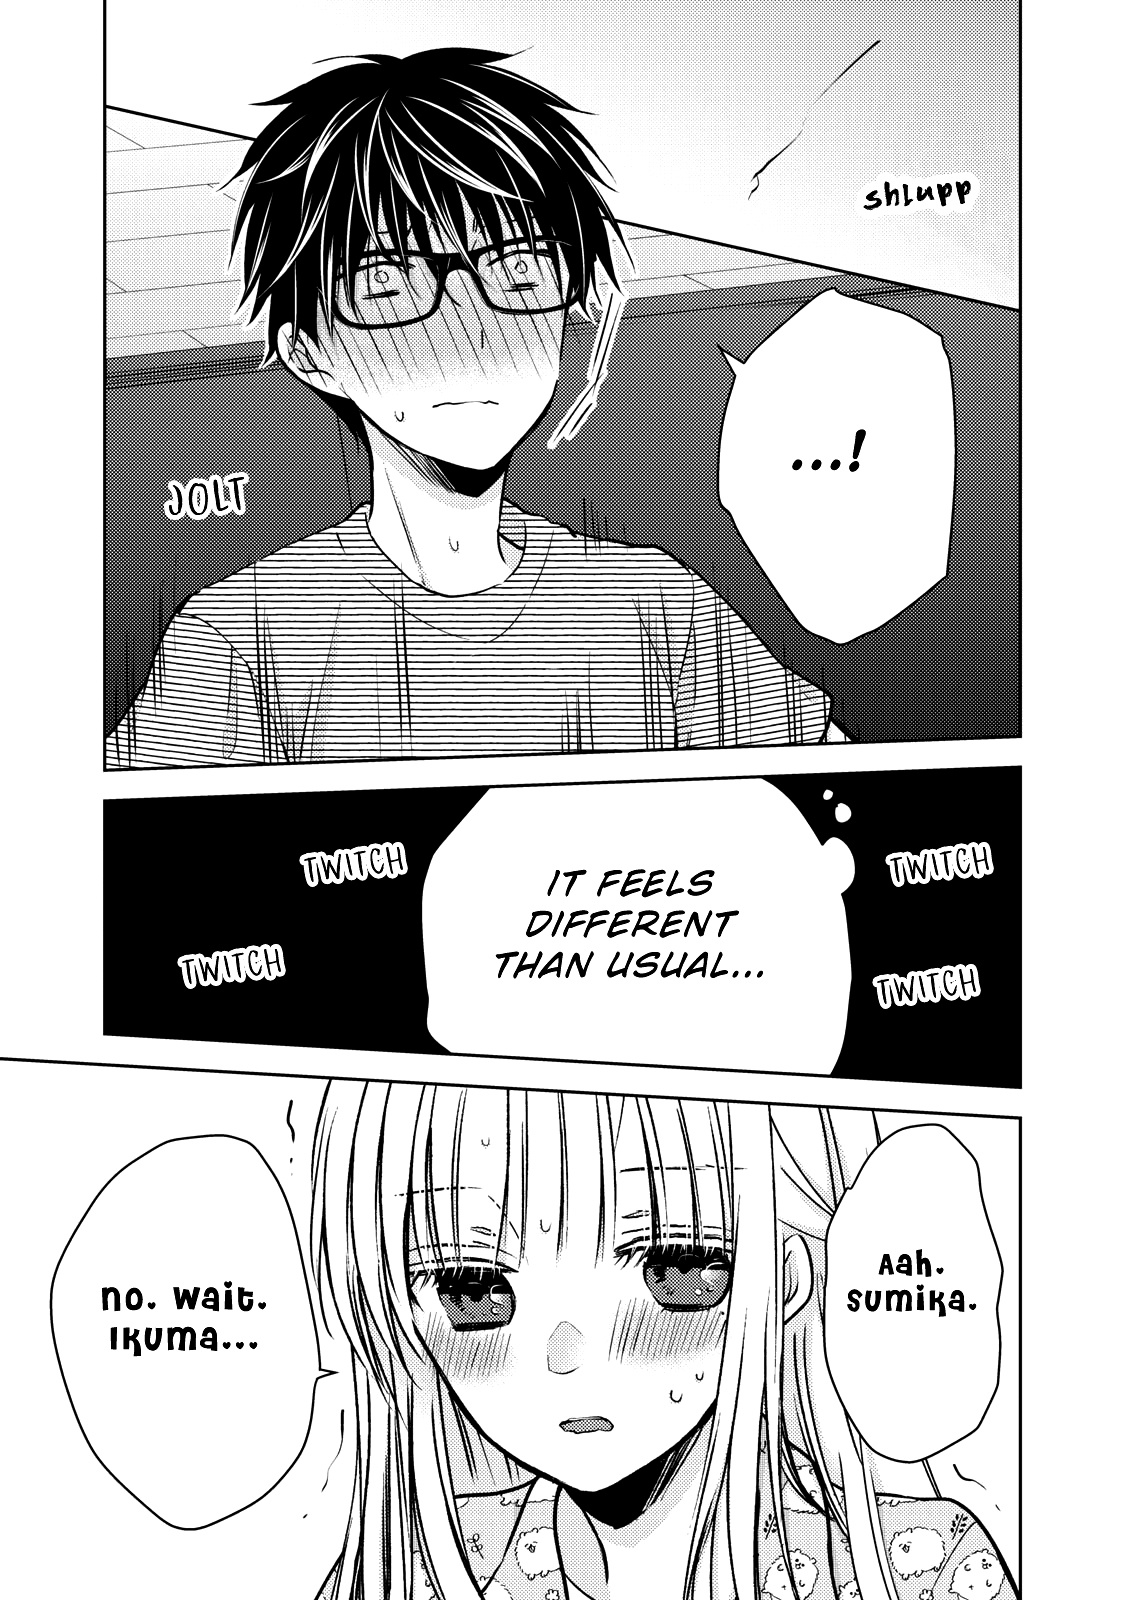 shlupp
...!
JOLT
TWITCH
IT FEELS
DIFFERENT
THAN USUAL...
TWITCH
TWITCH
TWITCH
Aah.
Sumika.
No. Wait.
Ikuma...